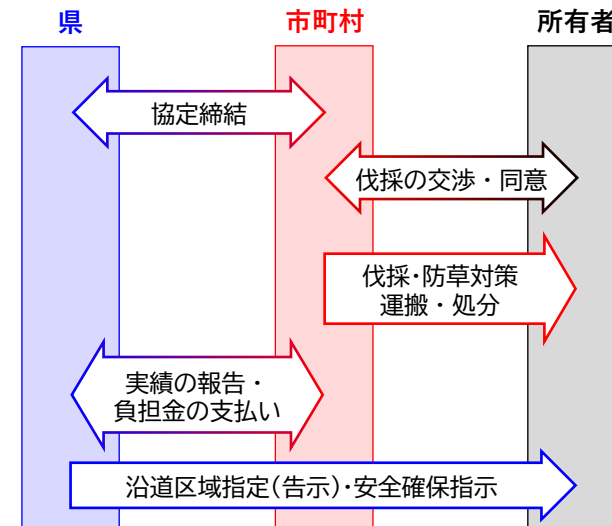 県 市町村 所有者
協定締結
伐採の交渉・同意
伐採・防草対策
運搬・処分
実績の報告・
負担金の支払い
沿道区域指定(告示)・安全確保指示